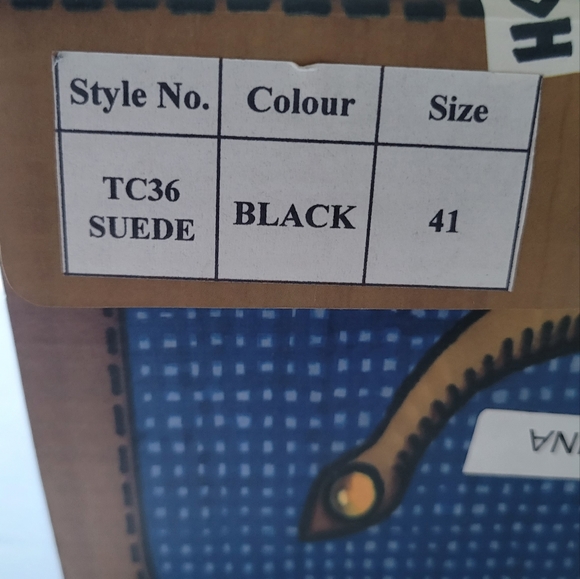 Style No. Colour Size
TC36
SUEDE BLACK 41